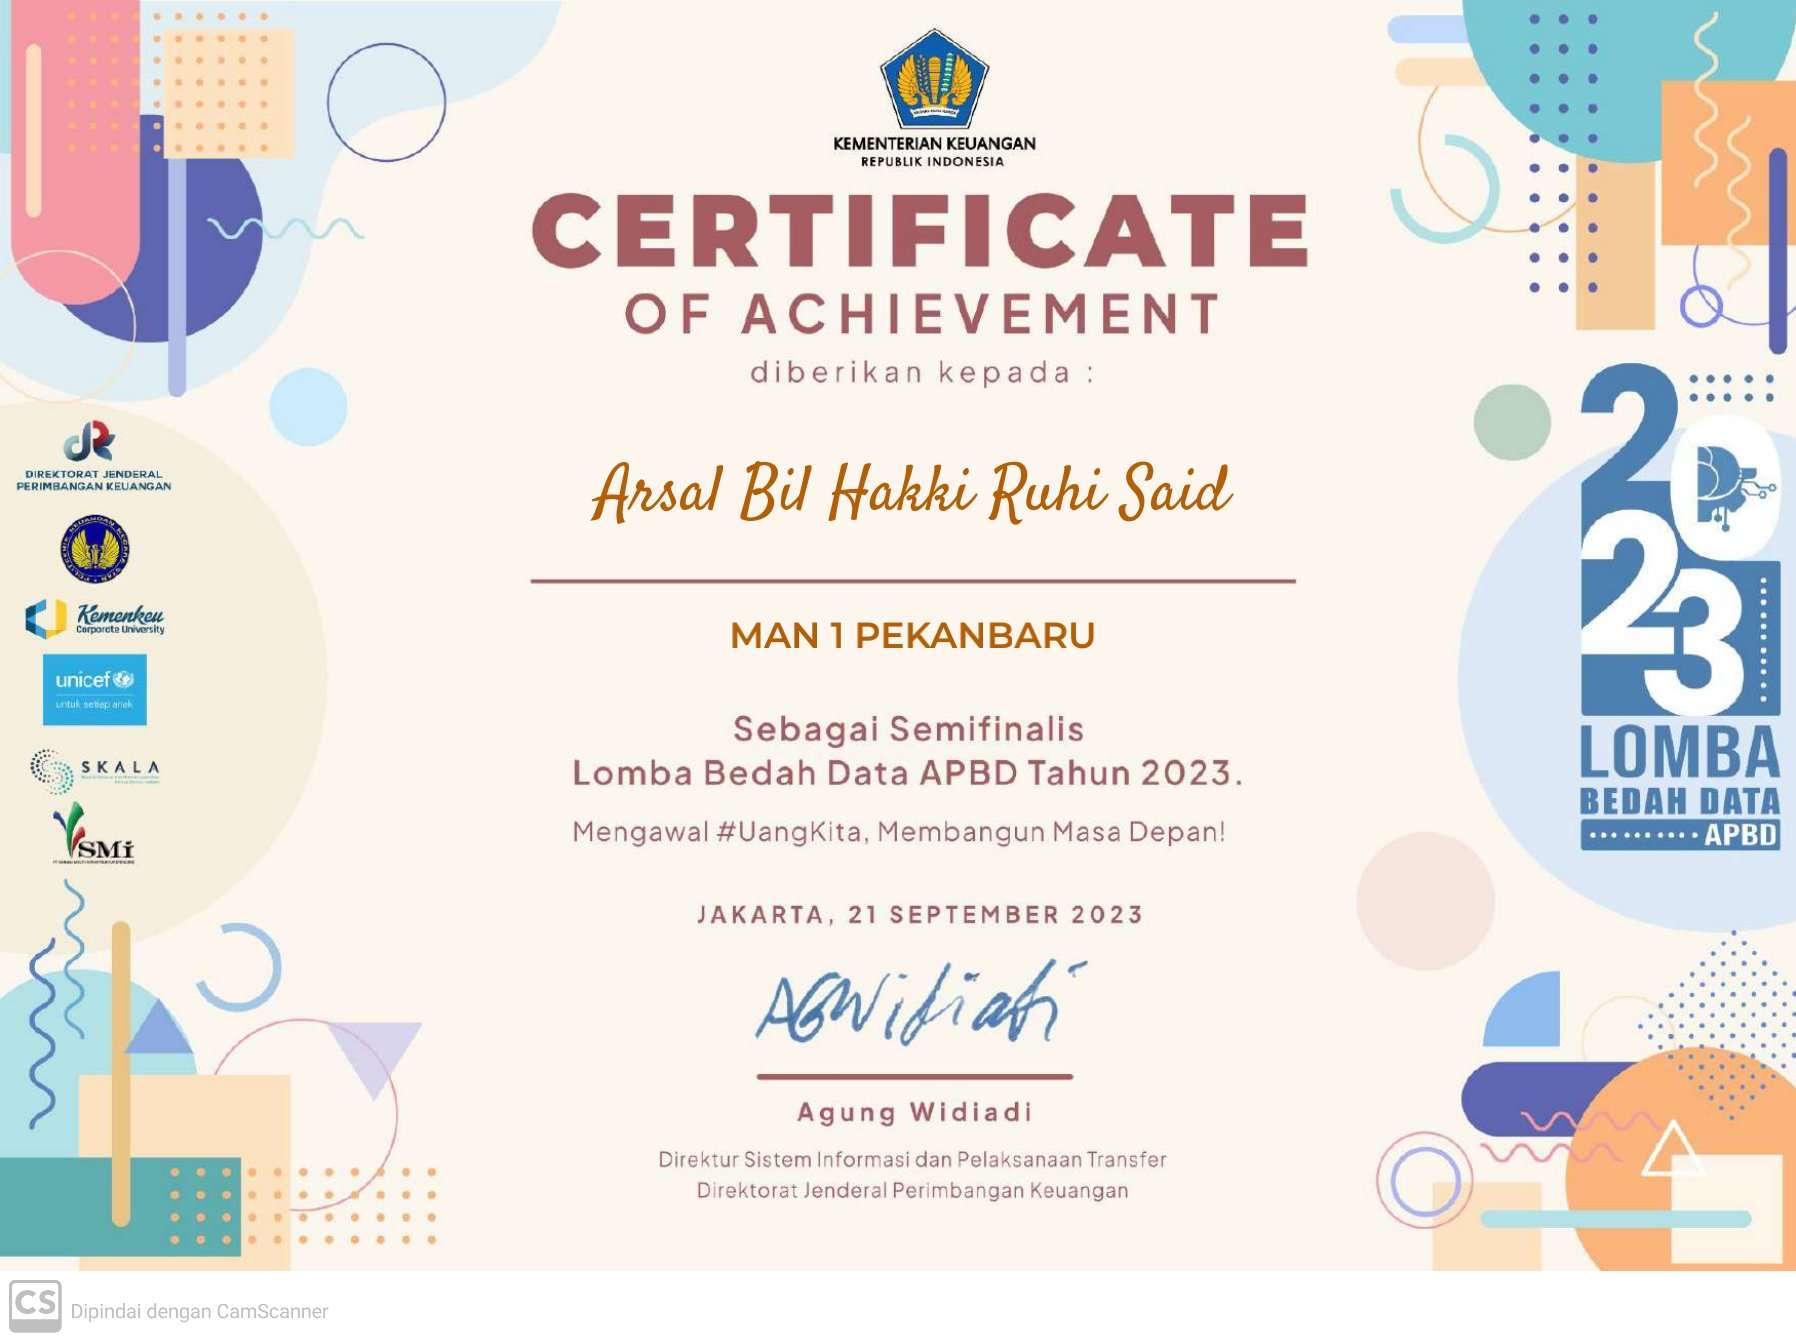 KEMENTERIAN KEUANGAN
REPUBLIK INDONESIA
CERTIFICATE
OF ACHIEVEMENT
diberikan kepada :
Arsal Bil Hakki Ruhi Said
MAN 1 PEKANBARU
Sebagai Semifinalis
Lomba Bedah Data APBD Tahun 2023.
Mengawal #UangKita, Membangun Masa Depan!
JAKARTA, 21 SEPTEMBER 2023
Agung Widiadi
Direktur Sistem Informasi dan Pelaksanaan Transfer
Direktorat Jenderal Perimbangan Keuangan
DIREKTORAT JENDERAL
PERIMBANGAN KEUANGAN
Kemenkeu
Corporate University
unicef
untuk setiap anak
SKALA
SMi
2023
LOMBA
BEDAH DATA
APBD
CS Dipindai dengan CamScanner